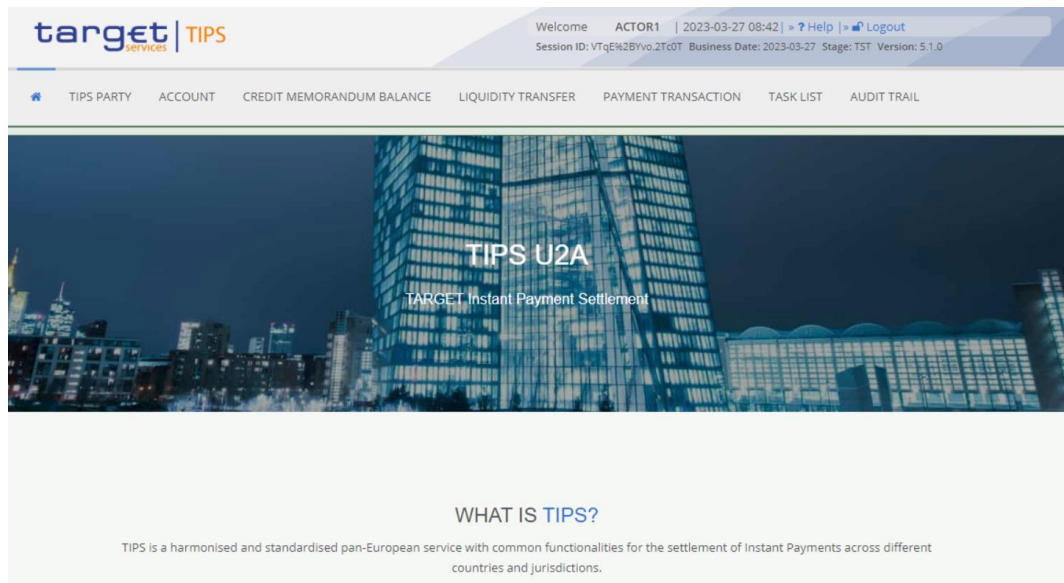 target services | TIPS
Welcome ACTOR1 | 2023-03-27 08:42 | » ? Help | » Logout
Session ID: VTqE%2BYvo.2Tc0T Business Date: 2023-03-27 Stage: TST Version: 5.1.0
TIPS PARTY ACCOUNT CREDIT MEMORANDUM BALANCE LIQUIDITY TRANSFER PAYMENT TRANSACTION TASK LIST AUDIT TRAIL
TIPS U2A
TARGET Instant Payment Settlement
WHAT IS TIPS?
TIPS is a harmonised and standardised pan-European service with common functionalities for the settlement of Instant Payments across different
countries and jurisdictions.